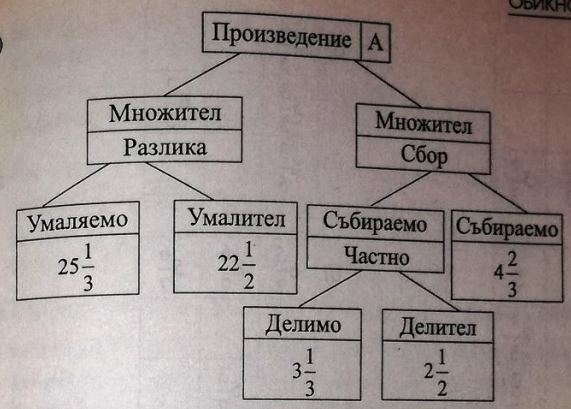 Произведение A
Множител
Разлика
Множител
Сбор
Умаляемо
25 1/3
Умалител
22 1/2
Събираемо
Частно
Събираемо
4 2/3
Делимо
3 1/3
Делител
2 1/2